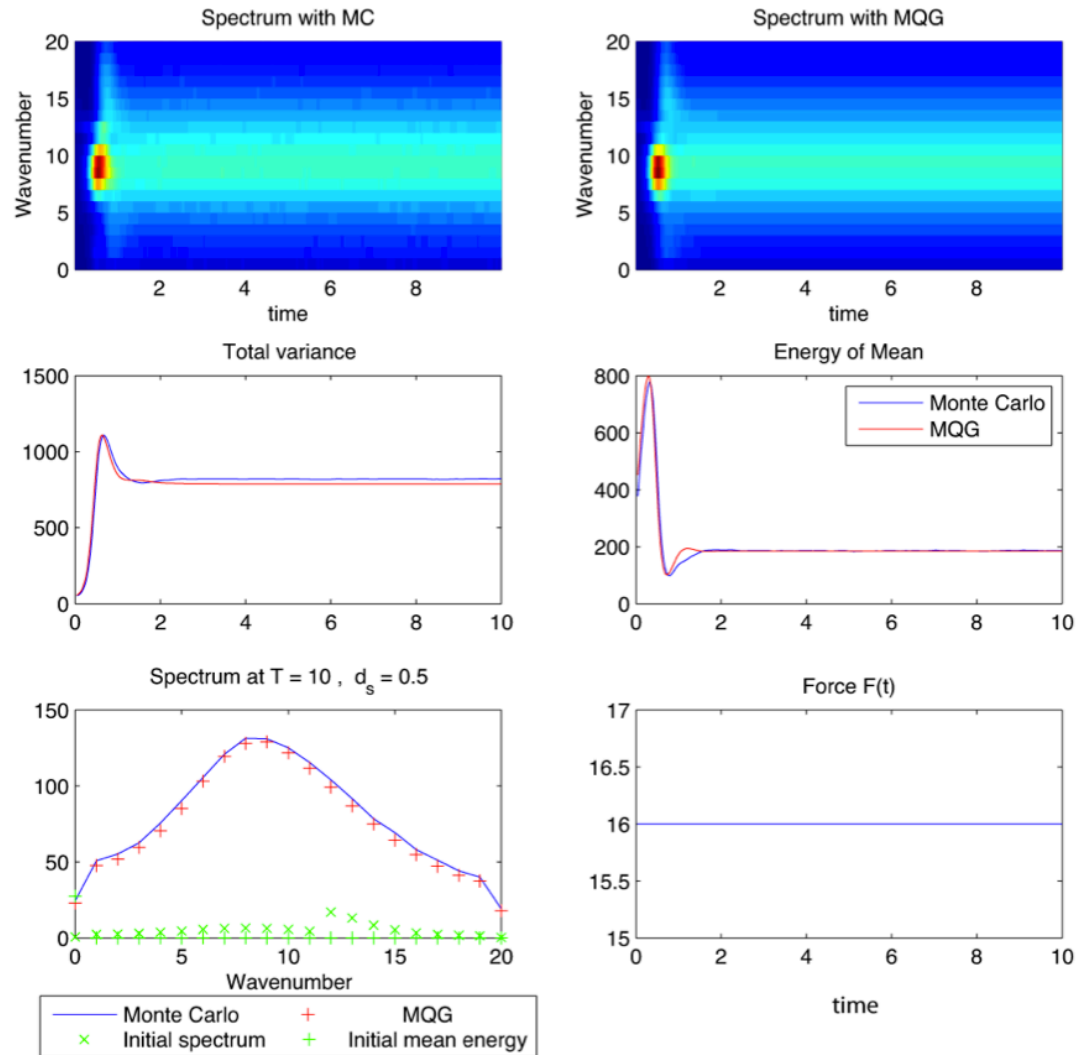 Spectrum with MC
Spectrum with MQG
20
15
10
5
0
Wavenumber
2 4 6 8
time
20
15
10
5
0
Wavenumber
2 4 6 8
time
Total variance
1500
1000
500
0
0 2 4 6 8 10
Energy of Mean
800
600
400
200
0
Monte Carlo
MQG
0 2 4 6 8 10
Spectrum at T = 10 , d_s = 0.5
150
100
50
0
0 5 10 15 20
Wavenumber
Monte Carlo MQG
Initial spectrum Initial mean energy
Force F(t)
17
16.5
16
15.5
15
0 2 4 6 8 10
time